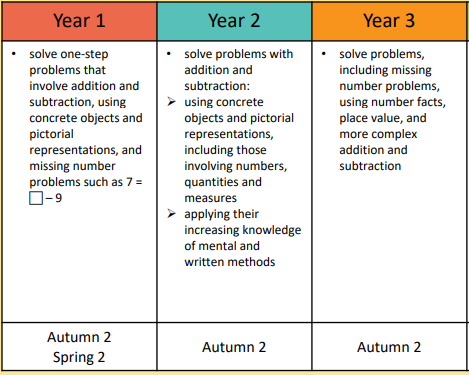 Year 1
Year 2
Year 3
• solve one-step
problems that
involve addition and
subtraction, using
concrete objects and
pictorial
representations, and
missing number
problems such as 7 =
□ – 9
• solve problems with
addition and
subtraction:
➢ using concrete
objects and pictorial
representations,
including those
involving numbers,
quantities and
measures
➢ applying their
increasing knowledge
of mental and
written methods
• solve problems,
including missing
number problems,
using number facts,
place value, and
more complex
addition and
subtraction
Autumn 2
Spring 2
Autumn 2
Autumn 2